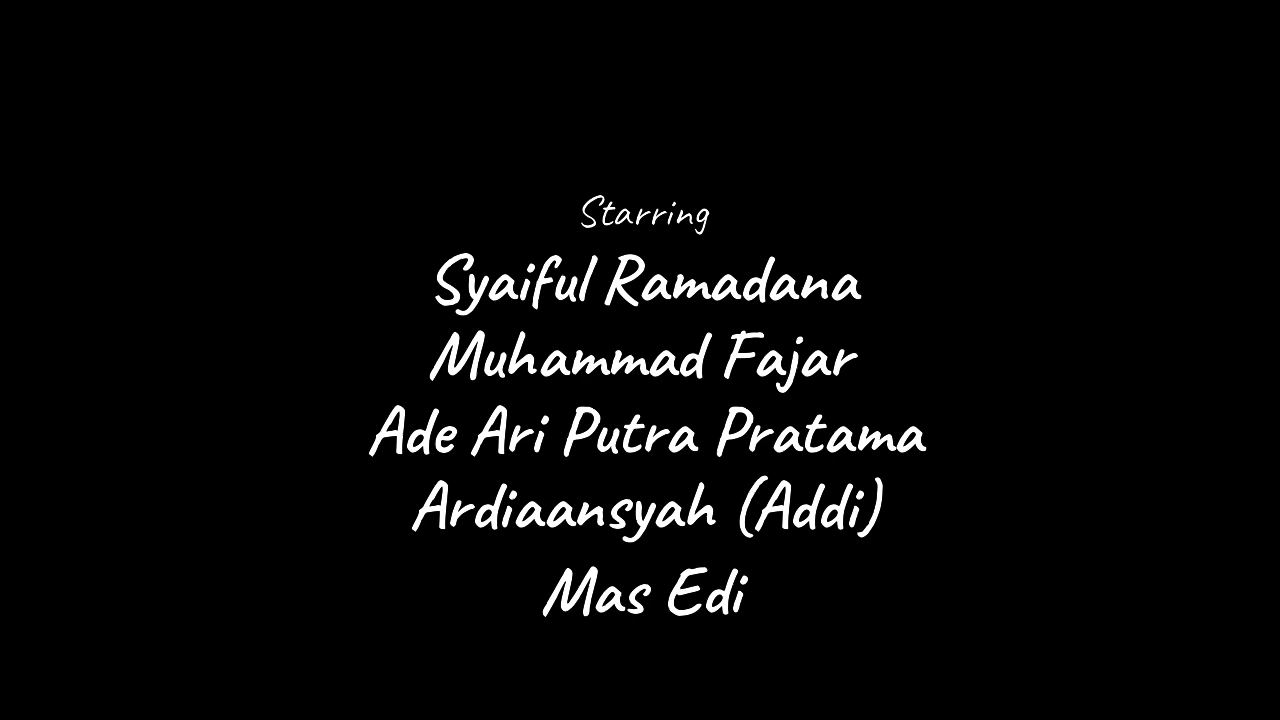 Starring
Syaiful Ramadana
Muhammad Fajar
Ade Ari Putra Pratama
Ardiaansyah (Addi)
Mas Edi